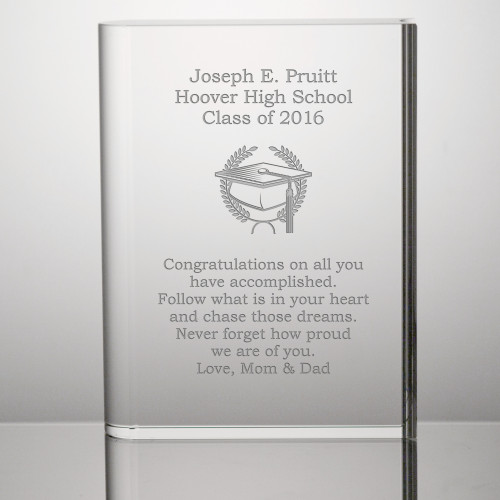 Joseph E. Pruitt
Hoover High School
Class of 2016
Congratulations on all you
have accomplished.
Follow what is in your heart
and chase those dreams.
Never forget how proud
we are of you.
Love, Mom & Dad